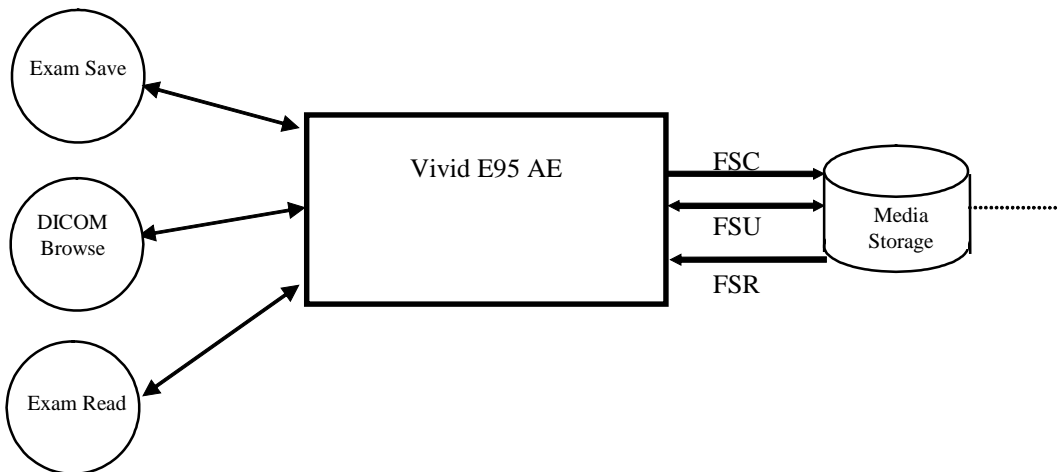 Exam Save
DICOM
Browse
Exam Read
Vivid E95 AE
FSC
FSU
FSR
Media
Storage